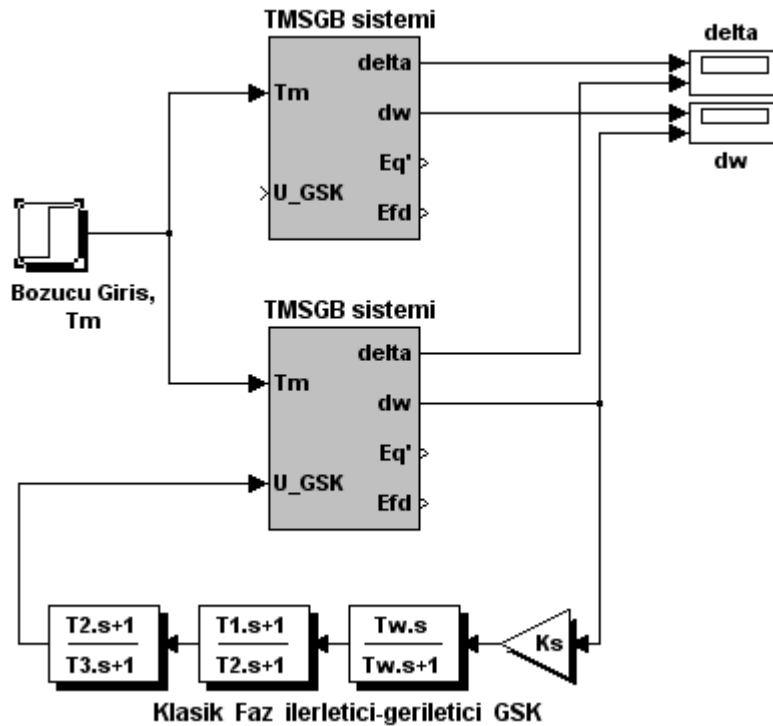 TMSGB sistemi
delta
Tm
dw
Eq'
U_GSK
Efd
delta
dw
Bozucu Giris,
Tm
TMSGB sistemi
delta
Tm
dw
Eq'
U_GSK
Efd
T2.s+1
T3.s+1
T1.s+1
T2.s+1
Tw.s
Tw.s+1
Ks
Klasik Faz ilerletici-geriletici GSK